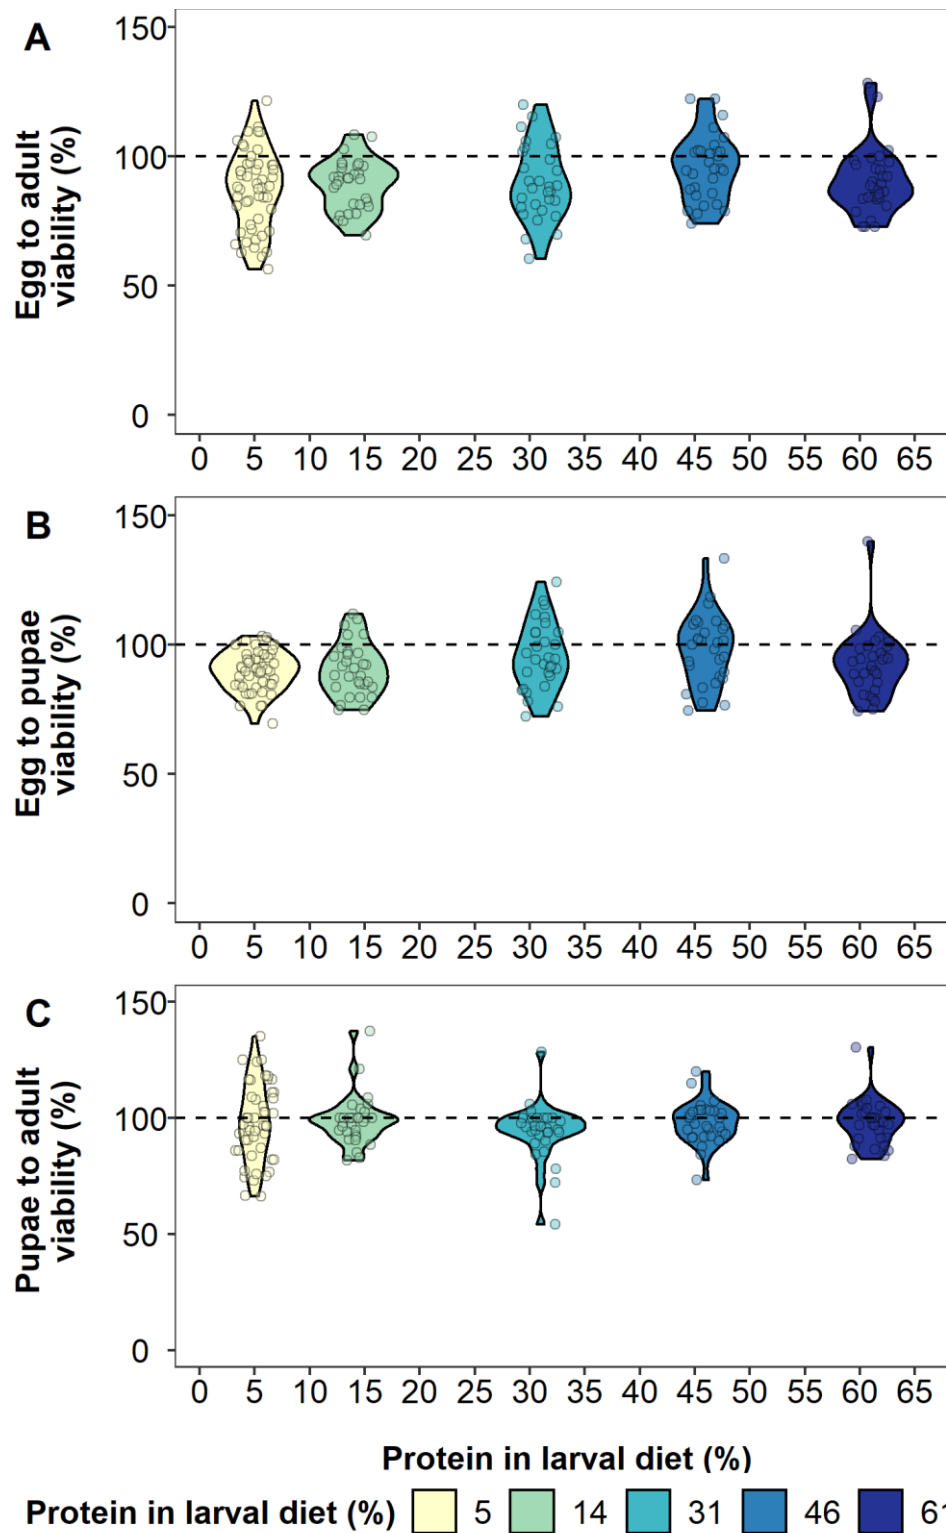 A
Egg to adult
viability (%)
150
100
50
0
0 5 10 15 20 25 30 35 40 45 50 55 60 65
B
Egg to pupae
viability (%)
150
100
50
0
0 5 10 15 20 25 30 35 40 45 50 55 60 65
C
Pupae to adult
viability (%)
150
100
50
0
0 5 10 15 20 25 30 35 40 45 50 55 60 65
Protein in larval diet (%)
Protein in larval diet (%) 5 14 31 46 61